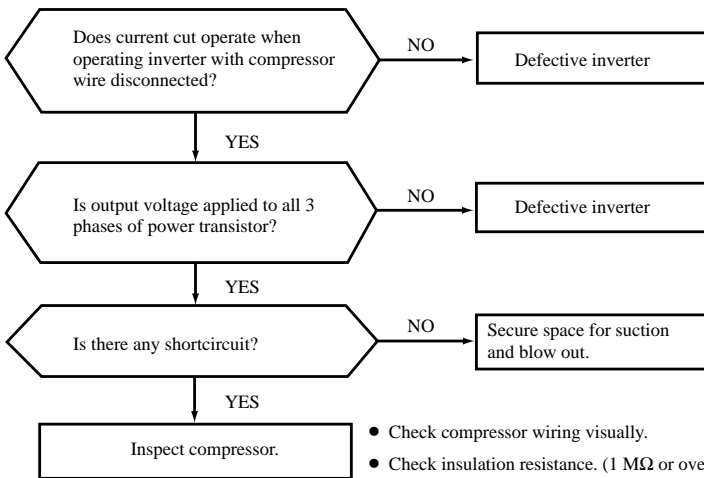 Does current cut operate when
operating inverter with compressor
wire disconnected?
NO
Defective inverter
YES
Is output voltage applied to all 3
phases of power transistor?
NO
Defective inverter
YES
Is there any shortcircuit?
NO
Secure space for suction
and blow out.
YES
Inspect compressor.
● Check compressor wiring visually.
● Check insulation resistance. (1 MΩ or ove